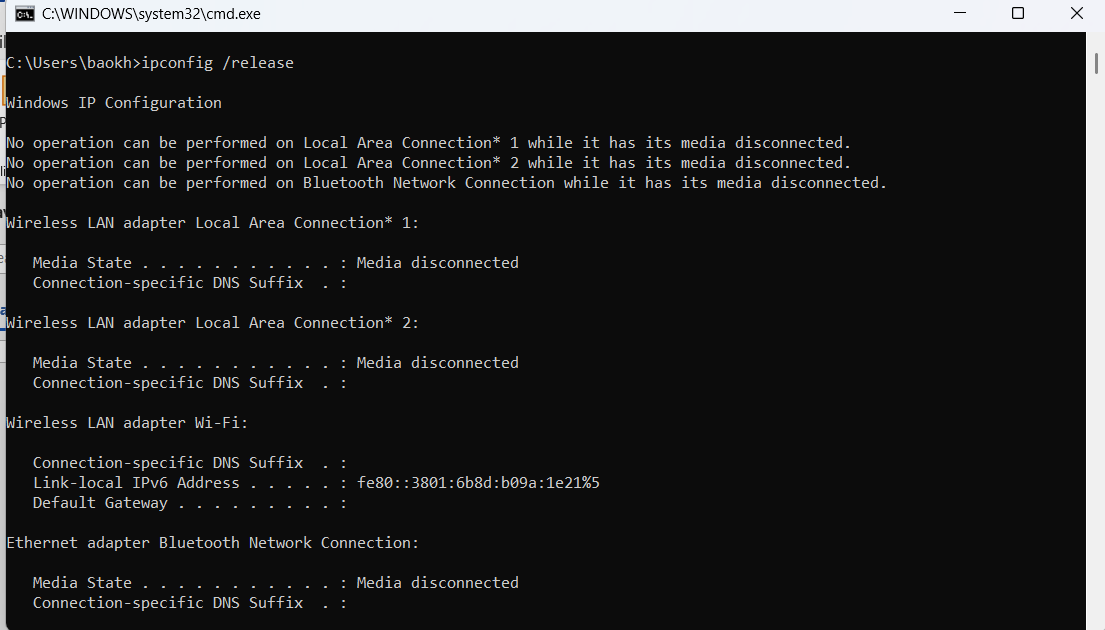 C:\WINDOWS\system32\cmd.exe
C:\Users\baokh>ipconfig /release
Windows IP Configuration
No operation can be performed on Local Area Connection* 1 while it has its media disconnected.
No operation can be performed on Local Area Connection* 2 while it has its media disconnected.
No operation can be performed on Bluetooth Network Connection while it has its media disconnected.
Wireless LAN adapter Local Area Connection* 1:
Media State . . . . . . . . . . . : Media disconnected
Connection-specific DNS Suffix  . :
Wireless LAN adapter Local Area Connection* 2:
Media State . . . . . . . . . . . : Media disconnected
Connection-specific DNS Suffix  . :
Wireless LAN adapter Wi-Fi:
Connection-specific DNS Suffix  . :
Link-local IPv6 Address . . . . . : fe80::3801:6b8d:b09a:1e21%5
Default Gateway . . . . . . . . . :
Ethernet adapter Bluetooth Network Connection:
Media State . . . . . . . . . . . : Media disconnected
Connection-specific DNS Suffix  . :